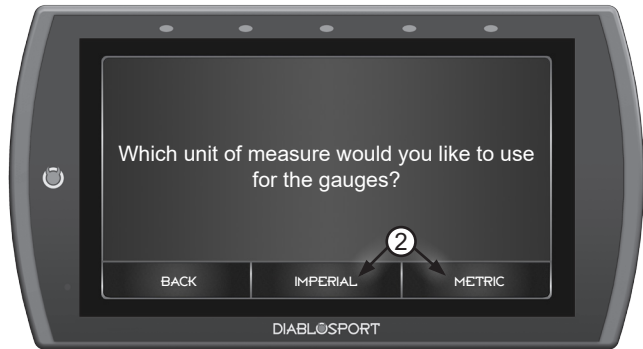 Which unit of measure would you like to use
for the gauges?
2
BACK IMPERIAL METRIC
DIABLOSPORT